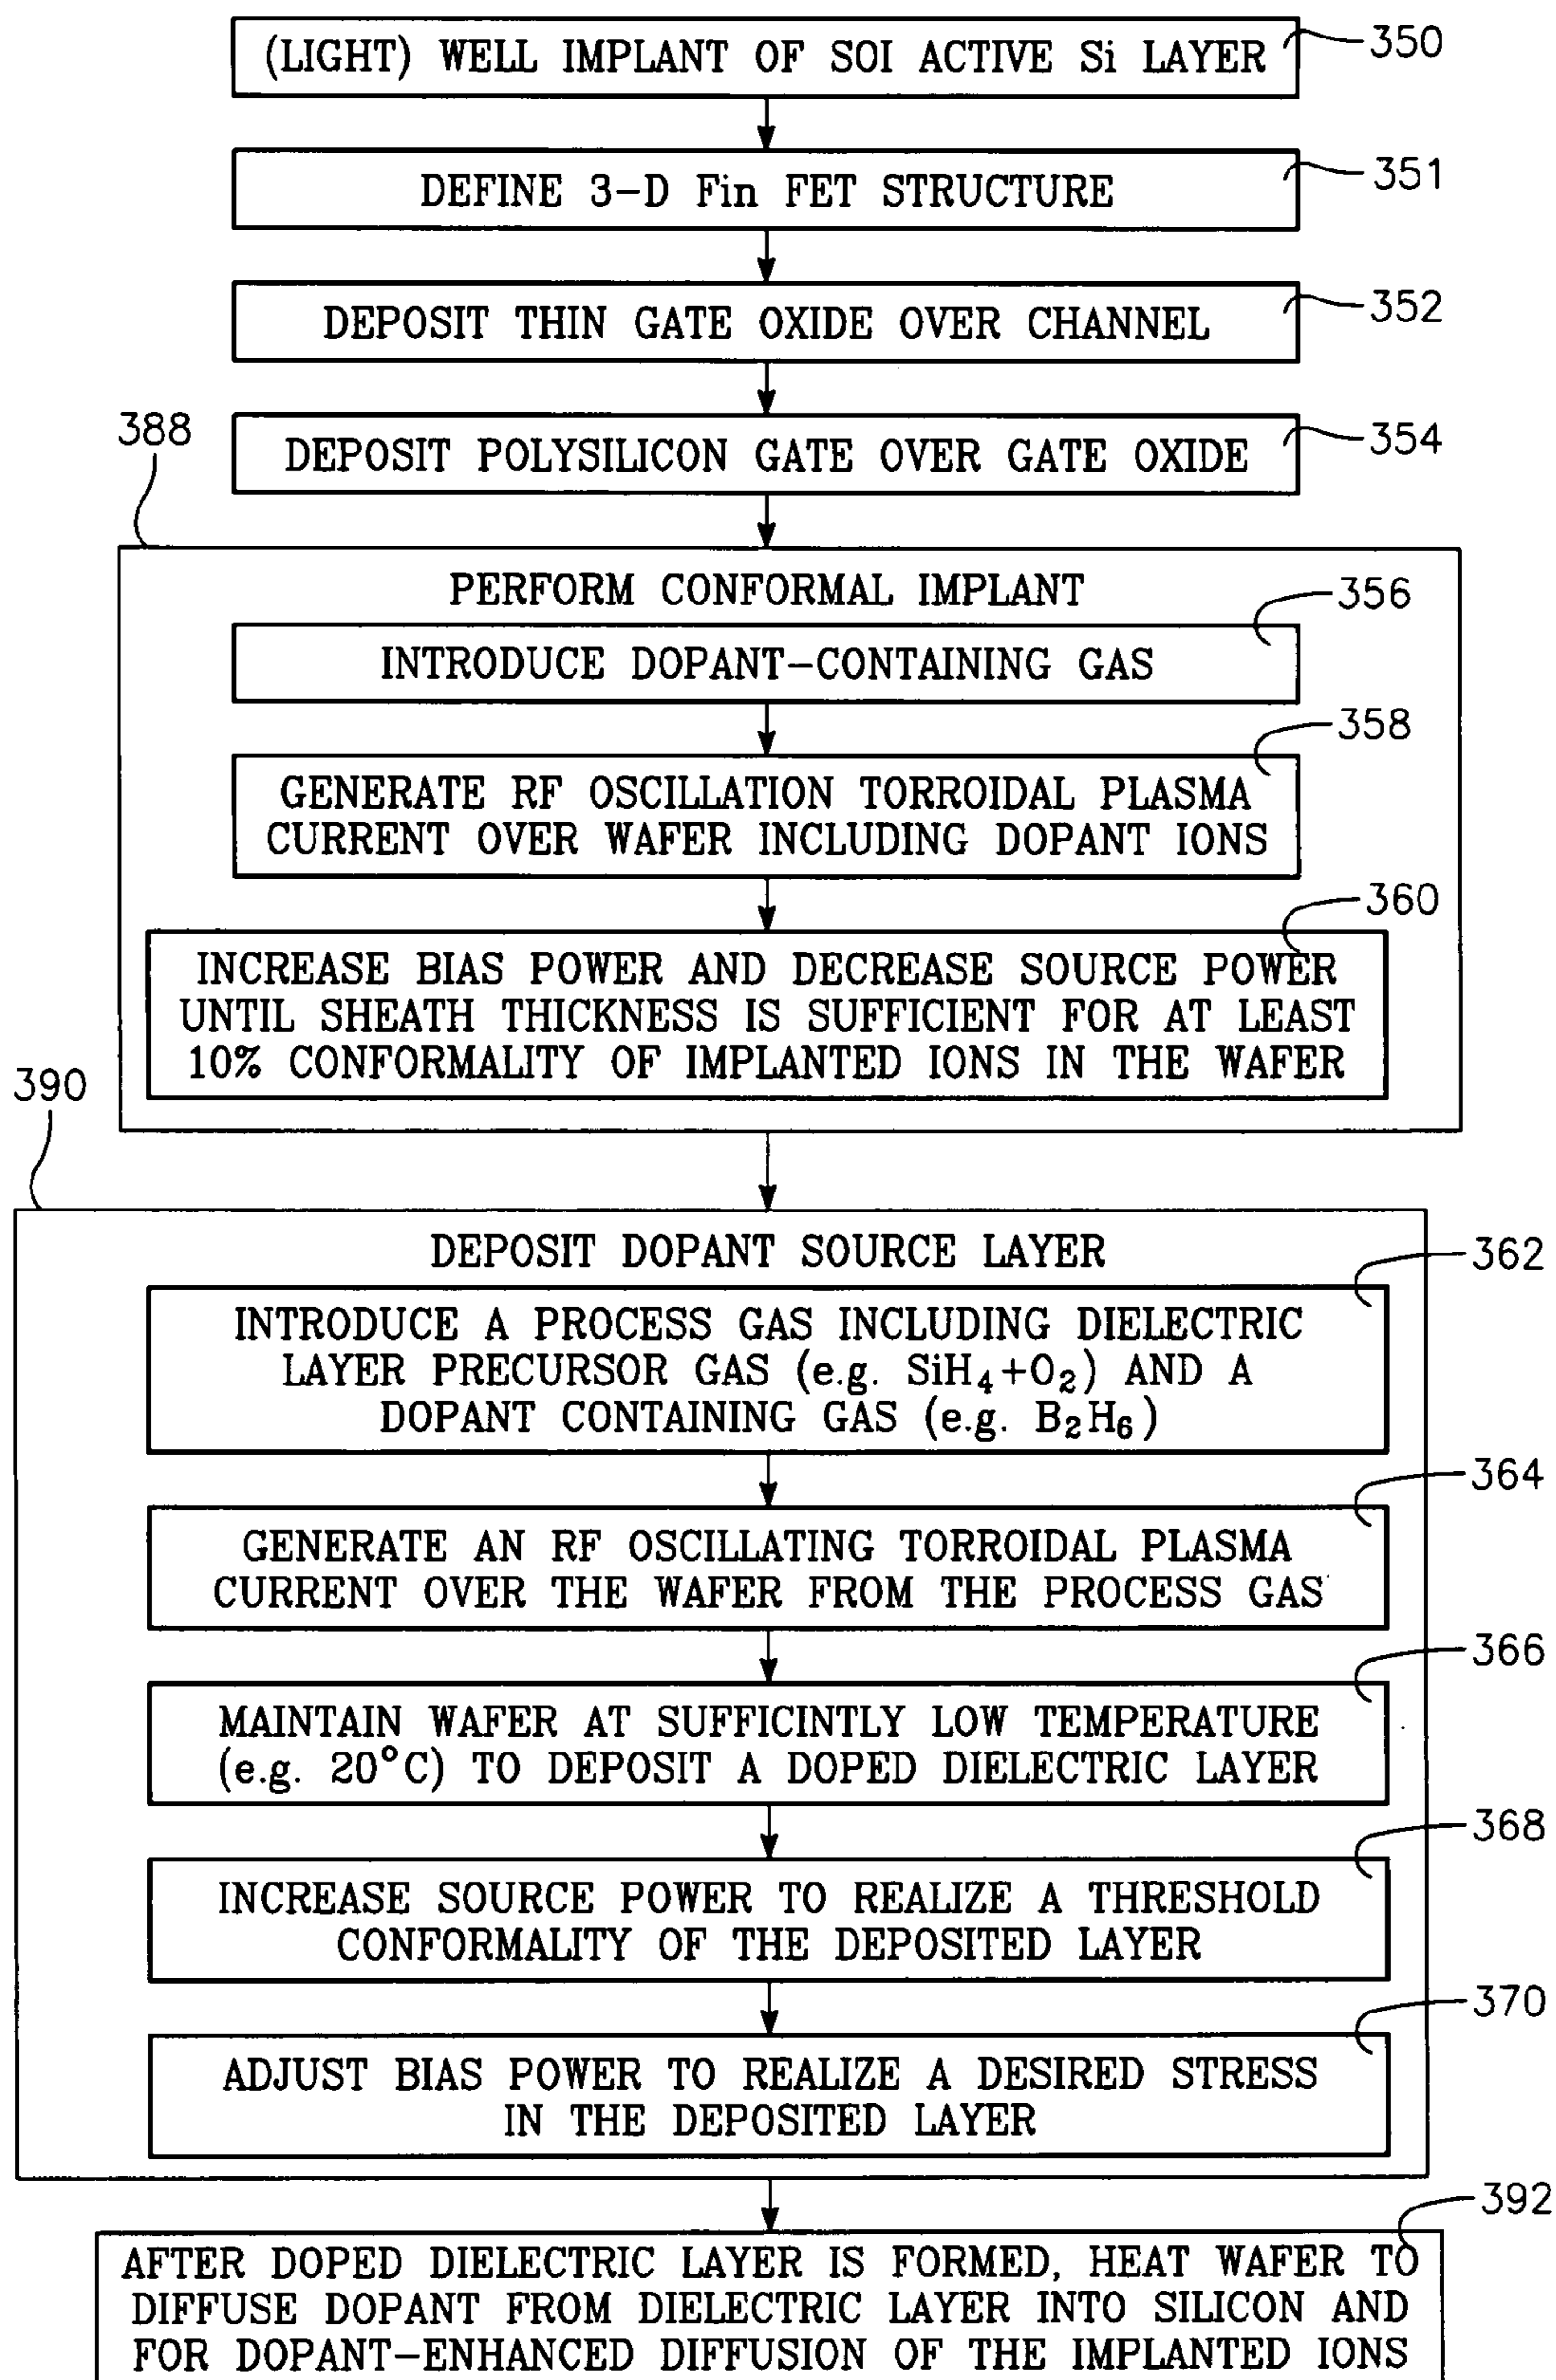 (LIGHT) WELL IMPLANT OF SOI ACTIVE Si LAYER
350
DEFINE 3-D Fin FET STRUCTURE
351
DEPOSIT THIN GATE OXIDE OVER CHANNEL
352
DEPOSIT POLYSILICON GATE OVER GATE OXIDE
354
388
PERFORM CONFORMAL IMPLANT
356
INTRODUCE DOPANT-CONTAINING GAS
358
GENERATE RF OSCILLATION TORROIDAL PLASMA
CURRENT OVER WAFER INCLUDING DOPANT IONS
360
INCREASE BIAS POWER AND DECREASE SOURCE POWER
UNTIL SHEATH THICKNESS IS SUFFICIENT FOR AT LEAST
10% CONFORMALITY OF IMPLANTED IONS IN THE WAFER
390
DEPOSIT DOPANT SOURCE LAYER
362
INTRODUCE A PROCESS GAS INCLUDING DIELECTRIC
LAYER PRECURSOR GAS (e.g. SiH₄+O₂) AND A
DOPANT CONTAINING GAS (e.g. B₂H₆)
364
GENERATE AN RF OSCILLATING TORROIDAL PLASMA
CURRENT OVER THE WAFER FROM THE PROCESS GAS
366
MAINTAIN WAFER AT SUFFICINTLY LOW TEMPERATURE
(e.g. 20°C) TO DEPOSIT A DOPED DIELECTRIC LAYER
368
INCREASE SOURCE POWER TO REALIZE A THRESHOLD
CONFORMALITY OF THE DEPOSITED LAYER
370
ADJUST BIAS POWER TO REALIZE A DESIRED STRESS
IN THE DEPOSITED LAYER
392
AFTER DOPED DIELECTRIC LAYER IS FORMED, HEAT WAFER TO
DIFFUSE DOPANT FROM DIELECTRIC LAYER INTO SILICON AND
FOR DOPANT-ENHANCED DIFFUSION OF THE IMPLANTED IONS